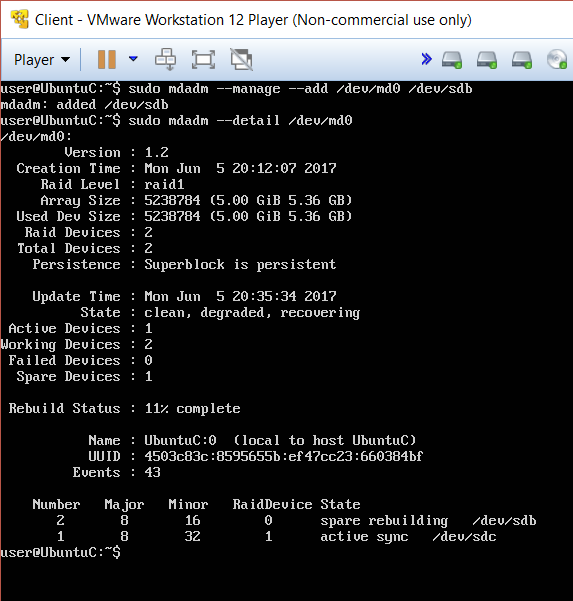 Client - VMware Workstation 12 Player (Non-commercial use only)
Player
user@UbuntuC:~$ sudo mdadm --manage --add /dev/md0 /dev/sdb
mdadm: added /dev/sdb
user@UbuntuC:~$ sudo mdadm --detail /dev/md0
/dev/md0:
Version : 1.2
Creation Time : Mon Jun  5 20:12:07 2017
Raid Level : raid1
Array Size : 5238784 (5.00 GiB 5.36 GB)
Used Dev Size : 5238784 (5.00 GiB 5.36 GB)
Raid Devices : 2
Total Devices : 2
Persistence : Superblock is persistent
Update Time : Mon Jun  5 20:35:34 2017
State : clean, degraded, recovering
Active Devices : 1
Working Devices : 2
Failed Devices : 0
Spare Devices : 1
Rebuild Status : 11% complete
Name : UbuntuC:0  (local to host UbuntuC)
UUID : 4503c83c:8595655b:ef47cc23:660384bf
Events : 43
Number   Major   Minor   RaidDevice State
2       8       16        0      spare rebuilding   /dev/sdb
1       8       32        1      active sync   /dev/sdc
user@UbuntuC:~$